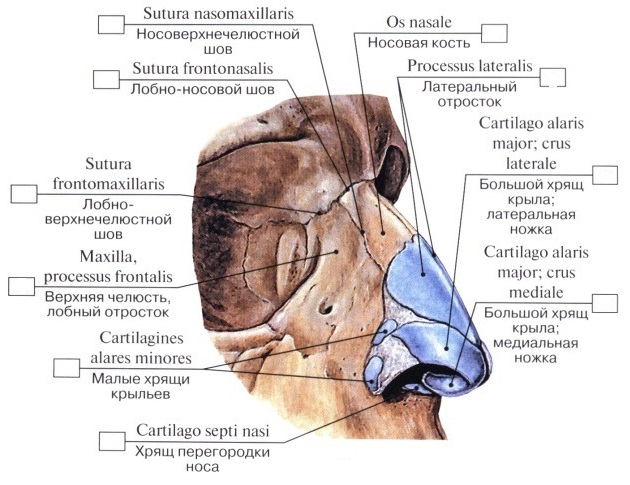 Sutura nasomaxillaris
Носоверхнечелюстной
шов
Os nasale
Носовая кость
Sutura frontonasalis
Лобно-носовой шов
Processus lateralis
Латеральный
отросток
Cartilago alaris
major; crus
laterale
Большой хрящ
крыла;
латеральная
ножка
Sutura
frontomaxillaris
Лобно-
верхнечелюстной
шов
Maxilla,
processus frontalis
Верхняя челюсть,
лобный отросток
Cartilago alaris
major; crus
mediale
Большой хрящ
крыла;
медиальная
ножка
Cartilagines
alares minores
Малые хрящи
крыльев
Cartilago septi nasi
Хрящ перегородки
носа